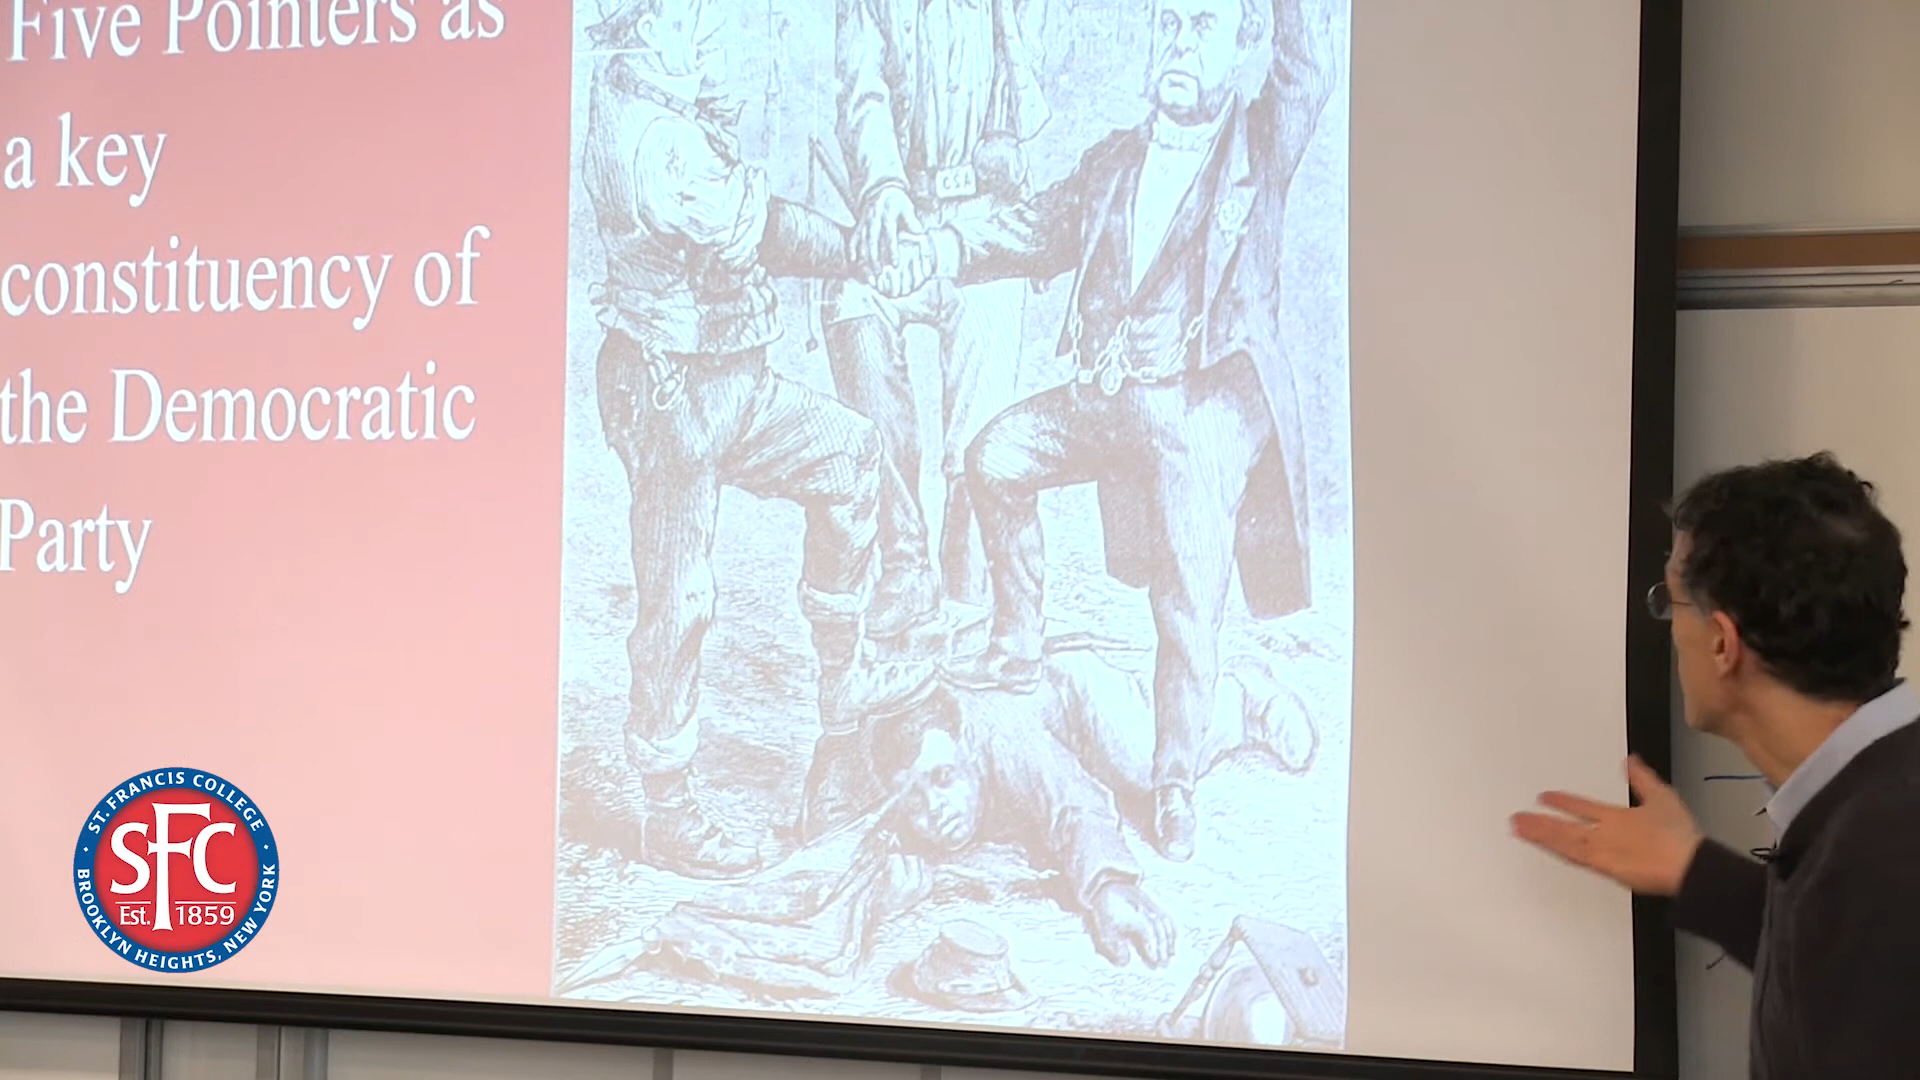 Five Pointers as
a key
constituency of
the Democratic
Party
CSA
ST. FRANCIS COLLEGE
SFC
Est. 1859
BROOKLYN HEIGHTS, NEW YORK